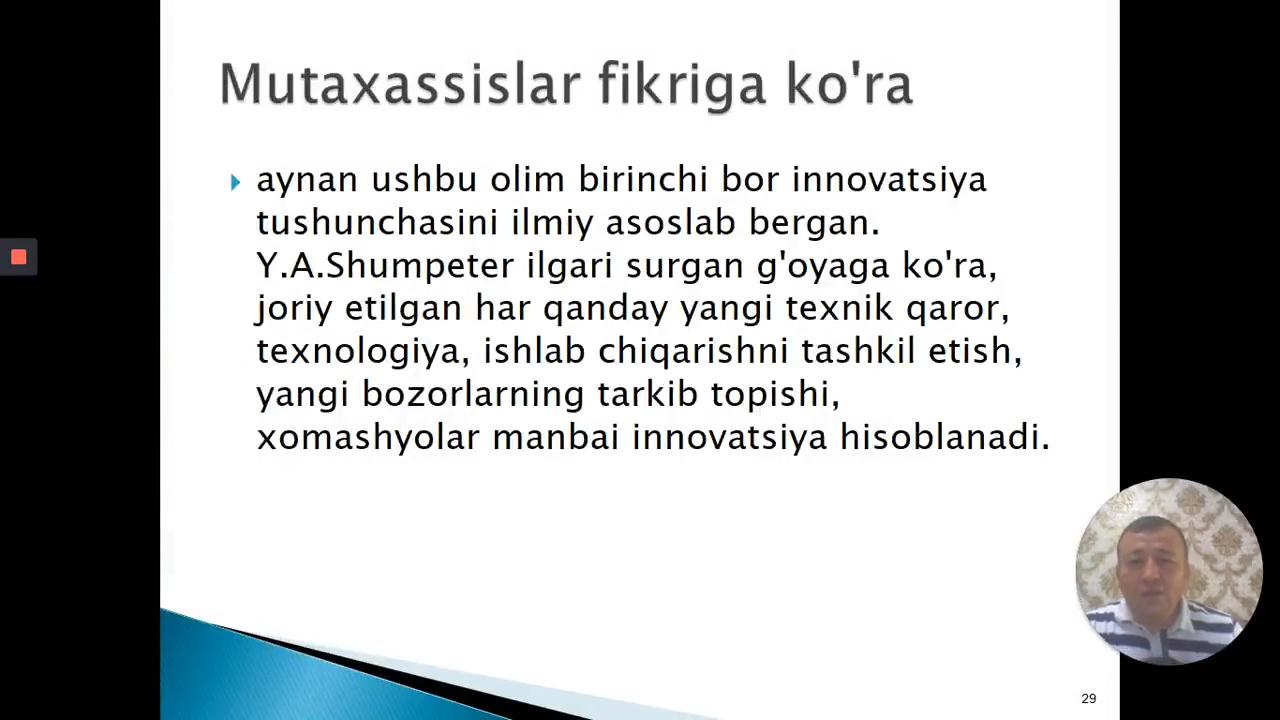 Mutaxassislar fikriga ko'ra
aynan ushbu olim birinchi bor innovatsiya
tushunchasini ilmiy asoslab bergan.
Y.A.Shumpeter ilgari surgan g'oyaga ko'ra,
joriy etilgan har qanday yangi texnik qaror,
texnologiya, ishlab chiqarishni tashkil etish,
yangi bozorlarning tarkib topishi,
xomashyolar manbai innovatsiya hisoblanadi.
29